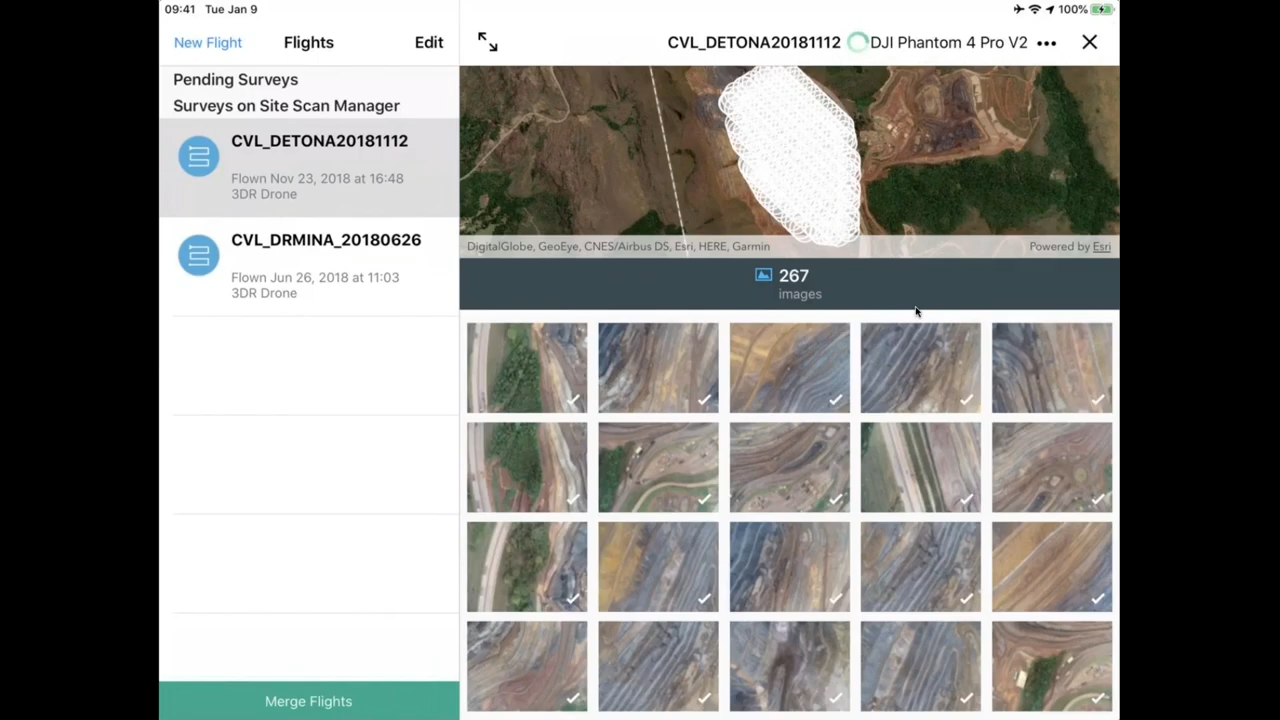 09:41 Tue Jan 9
100%
New Flight
Flights
Edit
Pending Surveys
Surveys on Site Scan Manager
CVL_DETONA20181112
Flown Nov 23, 2018 at 16:48
3DR Drone
CVL_DRMINA_20180626
Flown Jun 26, 2018 at 11:03
3DR Drone
Merge Flights
CVL_DETONA20181112
DJI Phantom 4 Pro V2
DigitalGlobe, GeoEye, CNES/Airbus DS, Esri, HERE, Garmin
Powered by Esri
267
images